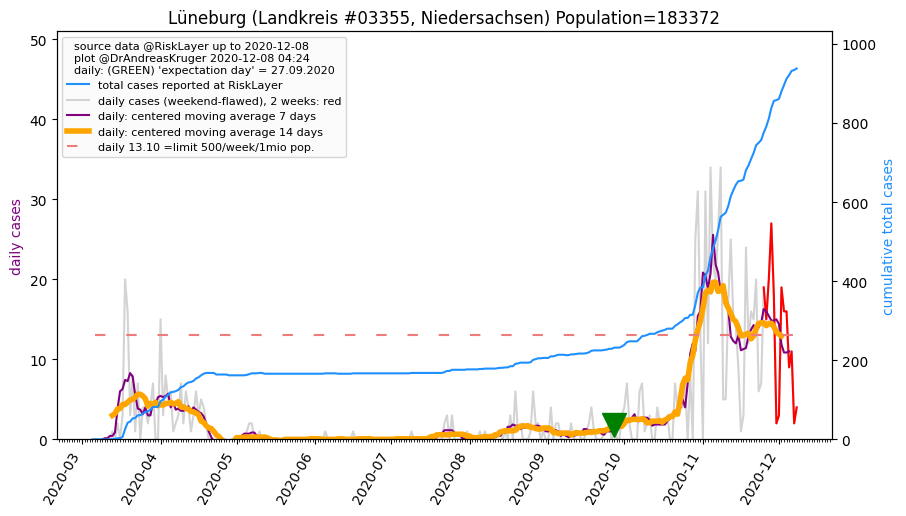 Lüneburg (Landkreis #03355, Niedersachsen) Population=183372
source data @RiskLayer up to 2020-12-08
plot @DrAndreasKruger 2020-12-08 04:24
daily: (GREEN) 'expectation day' = 27.09.2020
total cases reported at RiskLayer
daily cases (weekend-flawed), 2 weeks: red
daily: centered moving average 7 days
daily: centered moving average 14 days
daily 13.10 =limit 500/week/1mio pop.
daily cases
50
40
30
20
10
0
cumulative total cases
1000
800
600
400
200
0
2020-03
2020-04
2020-05
2020-06
2020-07
2020-08
2020-09
2020-10
2020-11
2020-12